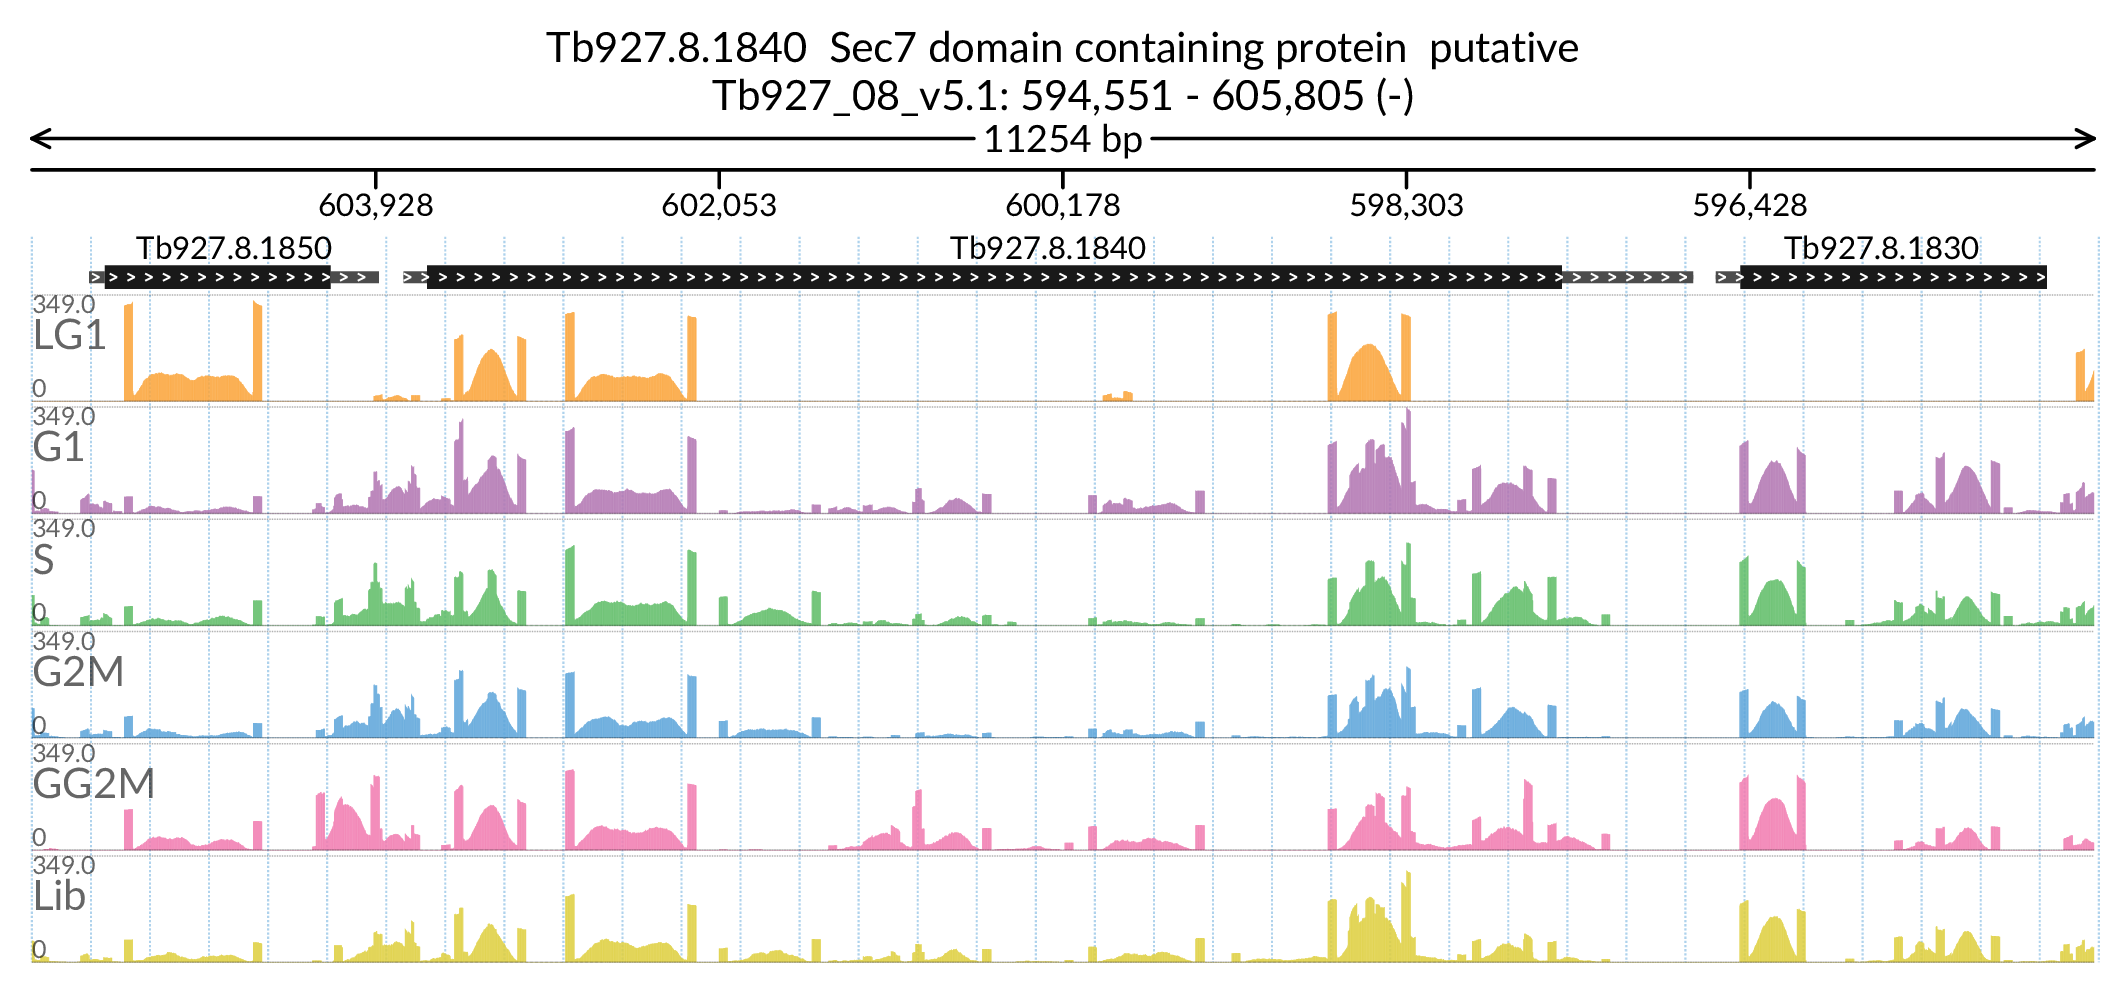 Tb927.8.1840  Sec7 domain containing protein  putative
Tb927_08_v5.1: 594,551 - 605,805 (-)
11254 bp
603,928 602,053 600,178 598,303 596,428
Tb927.8.1850 Tb927.8.1840 Tb927.8.1830
349.0
LG1
0
349.0
G1
0
349.0
S
0
349.0
G2M
0
349.0
GG2M
0
349.0
Lib
0